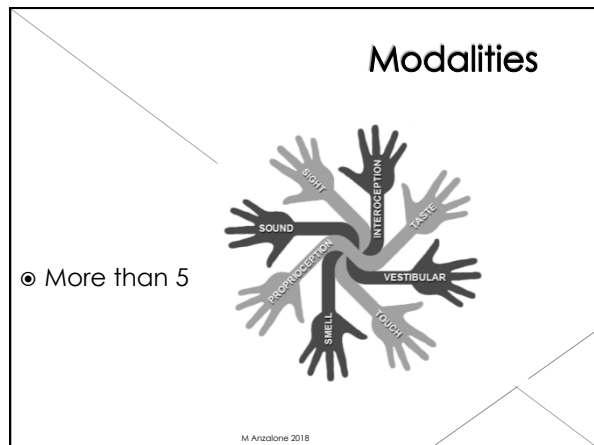 Modalities
SIGHT
INTEROCEPTION
TASTE
SOUND
PROPRIOCEPTION
VESTIBULAR
SMELL
TOUCH
More than 5
M Anzalone 2018